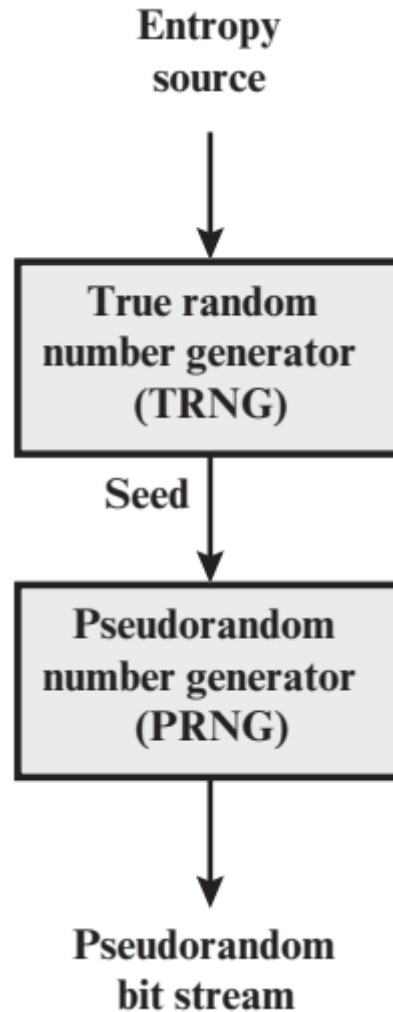 Entropy
source
True random
number generator
(TRNG)
Seed
Pseudorandom
number generator
(PRNG)
Pseudorandom
bit stream